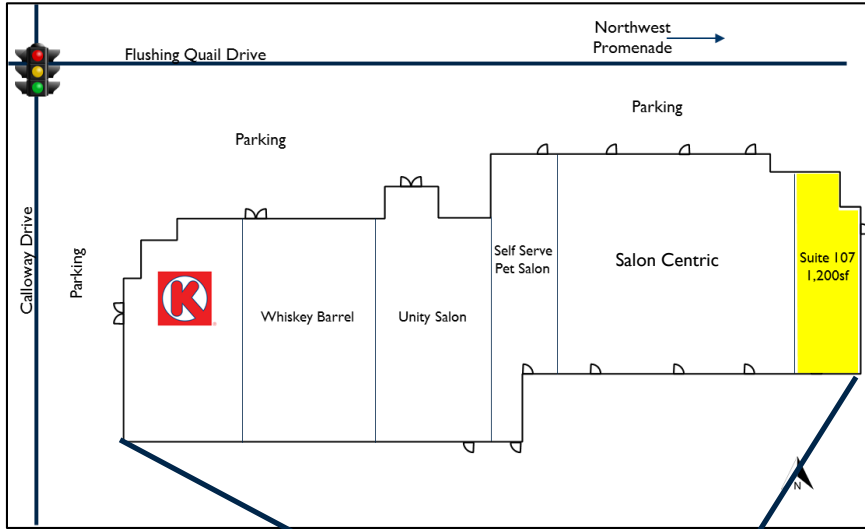 Northwest
Promenade
Flushing Quail Drive
Parking
Parking
Calloway Drive
Parking
Self Serve
Pet Salon
Salon Centric
Suite 107
1,200sf
K
Whiskey Barrel
Unity Salon
N